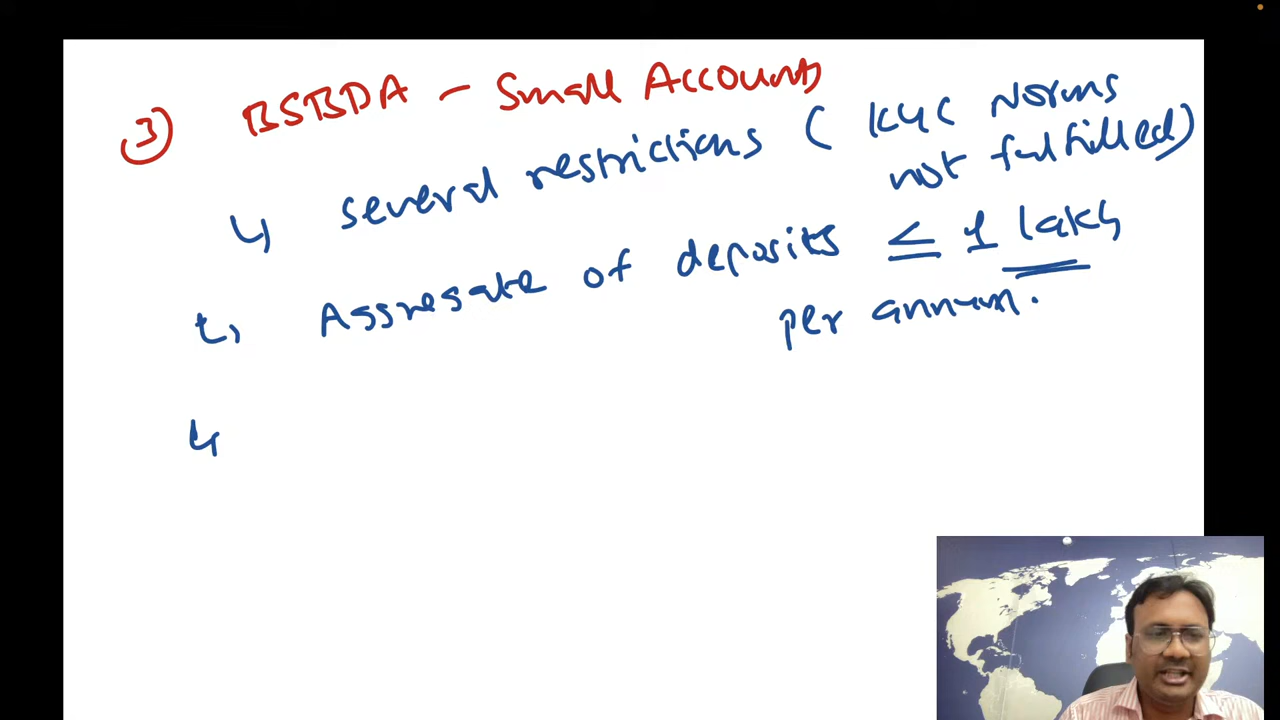 3) BSBDA - Small Accounts
↳ several restrictions ( KYC Norms
not fulfilled)
↳ Aggregate of deposits ≤ 1 lakh
per annum.
↳